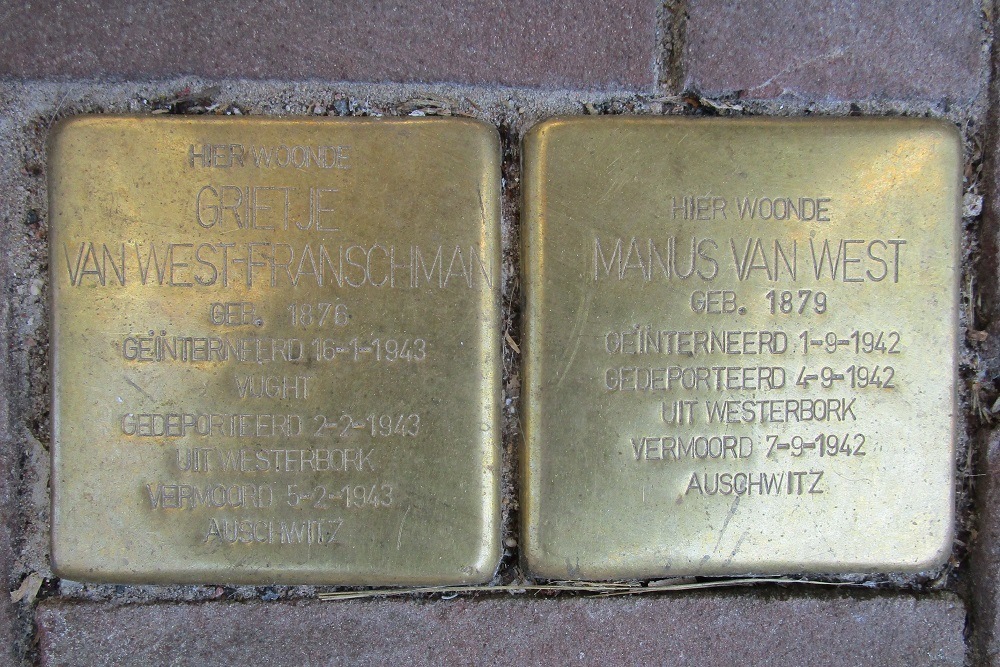 HIER WOONDE
GRIETJE
VAN WEST-FRANSCHMAN
GEB. 1876
GEÏNTERNEERD 16-1-1943
VUGHT
GEDEPORTEERD 2-2-1943
UIT WESTERBORK
VERMOORD 5-2-1943
AUSCHWITZ
HIER WOONDE
MANUS VAN WEST
GEB. 1879
GEÏNTERNEERD 1-9-1942
GEDEPORTEERD 4-9-1942
UIT WESTERBORK
VERMOORD 7-9-1942
AUSCHWITZ